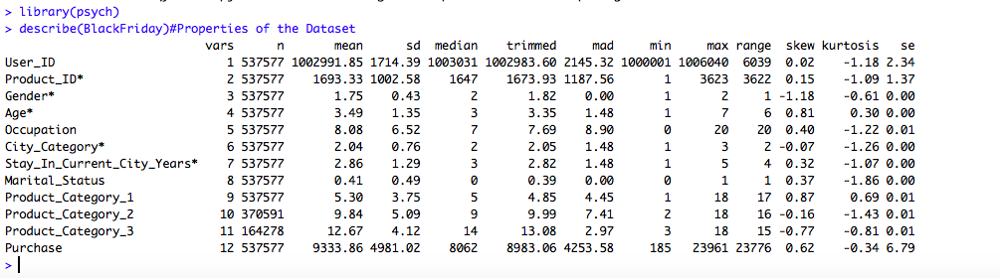 > library(psych)
> describe(BlackFriday)#Properties of the Dataset
vars n mean sd median trimmed mad min max range skew kurtosis se
User_ID 1 537577 1002991.85 1714.39 1003031 1002983.60 2145.32 1000001 1006040 6039 0.02 -1.18 2.34
Product_ID* 2 537577 1693.33 1002.58 1647 1673.93 1187.56 1 3623 3622 0.15 -1.09 1.37
Gender* 3 537577 1.75 0.43 2 1.82 0.00 1 2 1 -1.18 -0.61 0.00
Age* 4 537577 3.49 1.35 3 3.35 1.48 1 7 6 0.81 0.30 0.00
Occupation 5 537577 8.08 6.52 7 7.69 8.90 0 20 20 0.40 -1.22 0.01
City_Category* 6 537577 2.04 0.76 2 2.05 1.48 1 3 2 -0.07 -1.26 0.00
Stay_In_Current_City_Years* 7 537577 2.86 1.29 3 2.82 1.48 1 5 4 0.32 -1.07 0.00
Marital_Status 8 537577 0.41 0.49 0 0.39 0.00 0 1 1 0.37 -1.86 0.00
Product_Category_1 9 537577 5.30 3.75 5 4.85 4.45 1 18 17 0.87 0.69 0.01
Product_Category_2 10 370591 9.84 5.09 9 9.99 7.41 2 18 16 -0.16 -1.43 0.01
Product_Category_3 11 164278 12.67 4.12 14 13.08 2.97 3 18 15 -0.77 -0.81 0.01
Purchase 12 537577 9333.86 4981.02 8062 8983.06 4253.58 185 23961 23776 0.62 -0.34 6.79
>